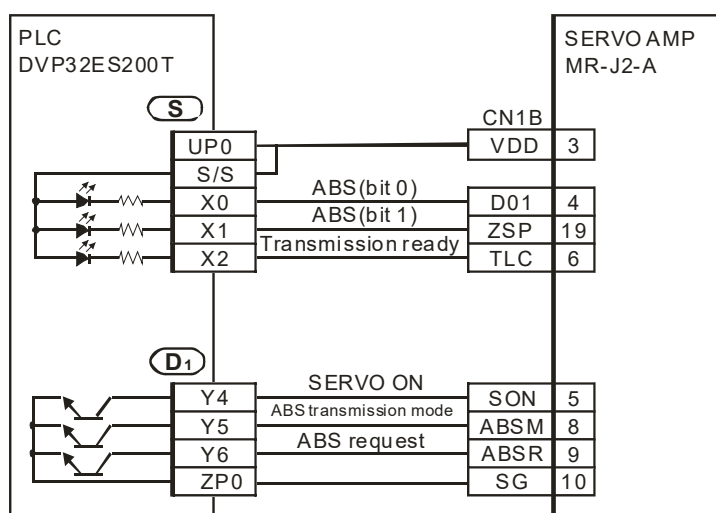 PLC
DVP32ES200T
SERVO AMP
MR-J2-A
S
CN1B
UP0
VDD 3
S/S
X0 ABS(bit 0) D01 4
X1 ABS(bit 1) ZSP 19
X2 Transmission ready TLC 6
D1
Y4 SERVO ON SON 5
Y5 ABS transmission mode ABSM 8
Y6 ABS request ABSR 9
ZP0 SG 10